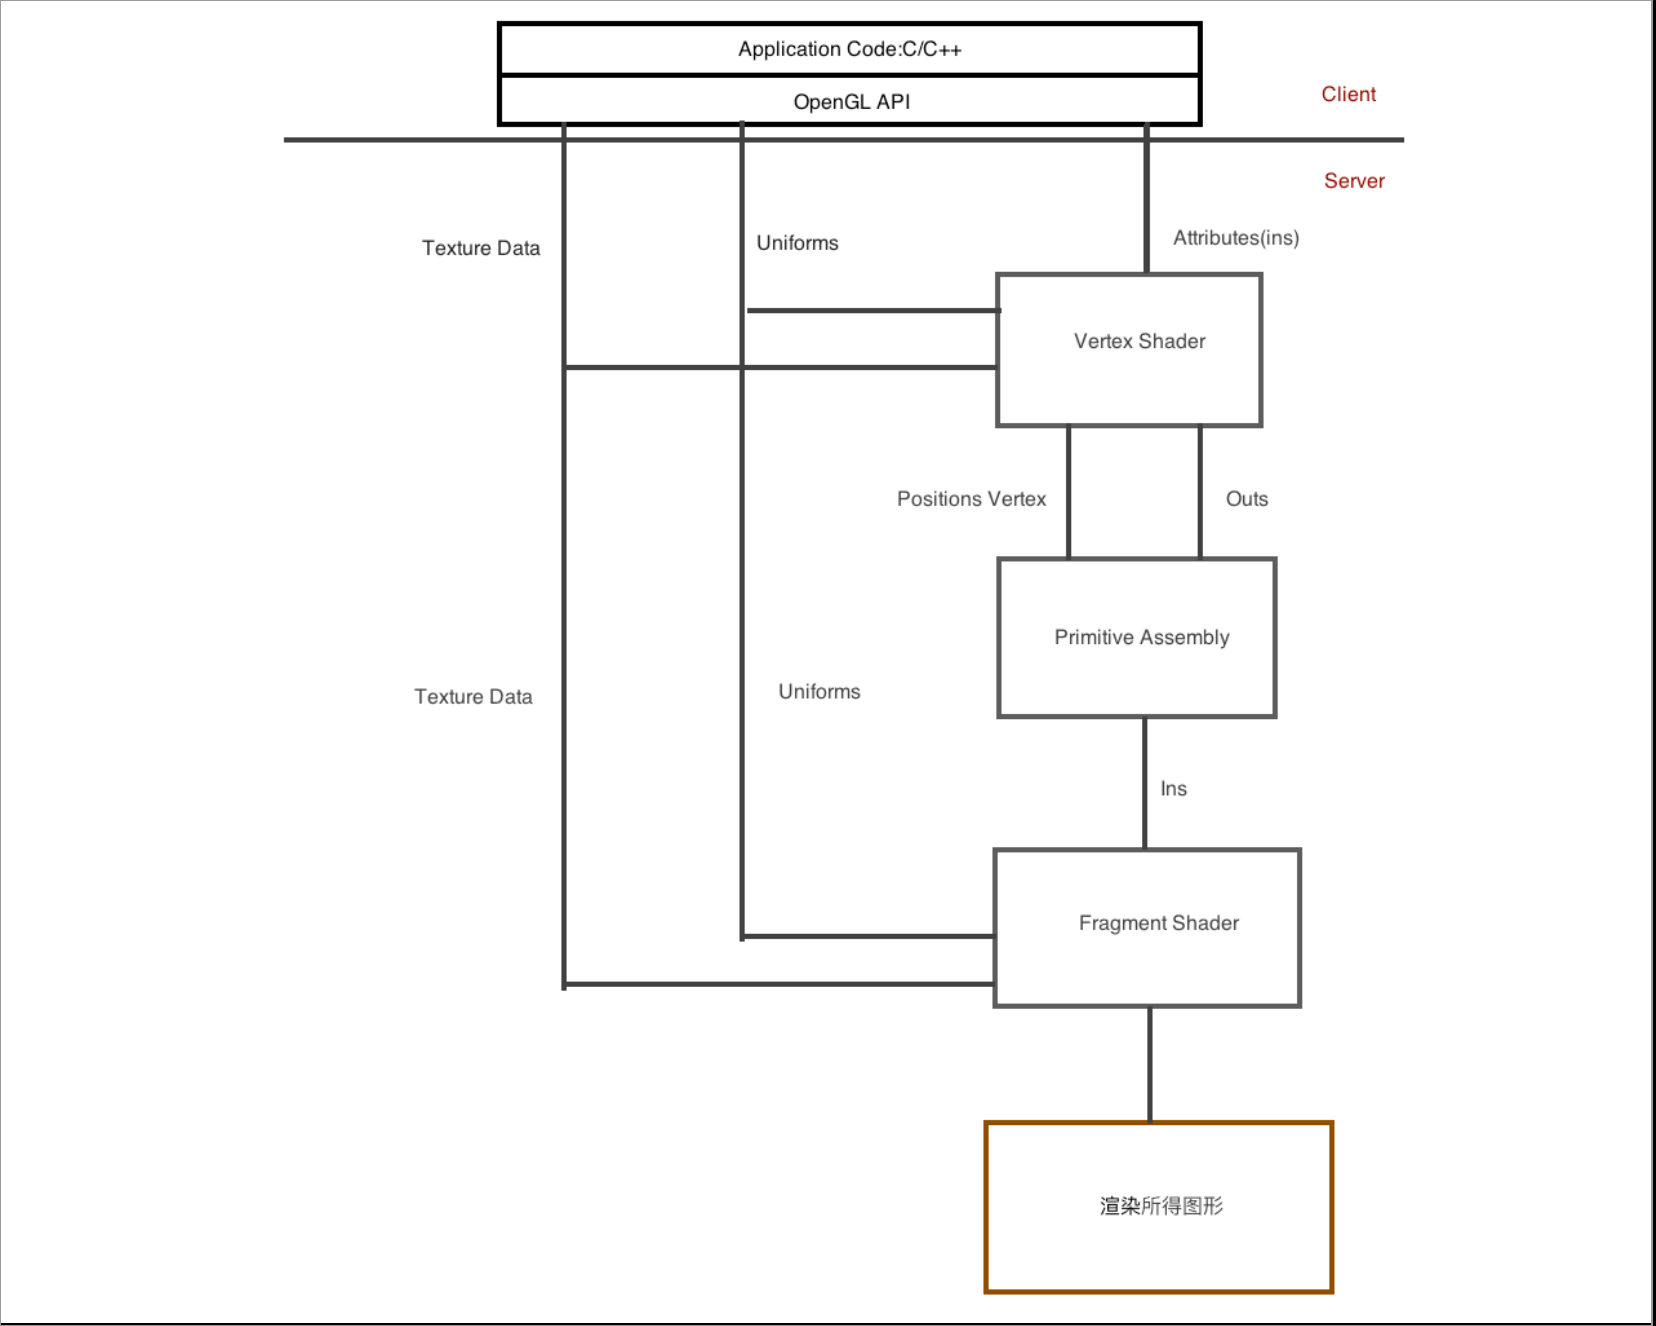 Application Code:C/C++
OpenGL API
Client
Server
Texture Data
Uniforms
Attributes(ins)
Vertex Shader
Positions Vertex
Outs
Primitive Assembly
Texture Data
Uniforms
Ins
Fragment Shader
渲染所得图形